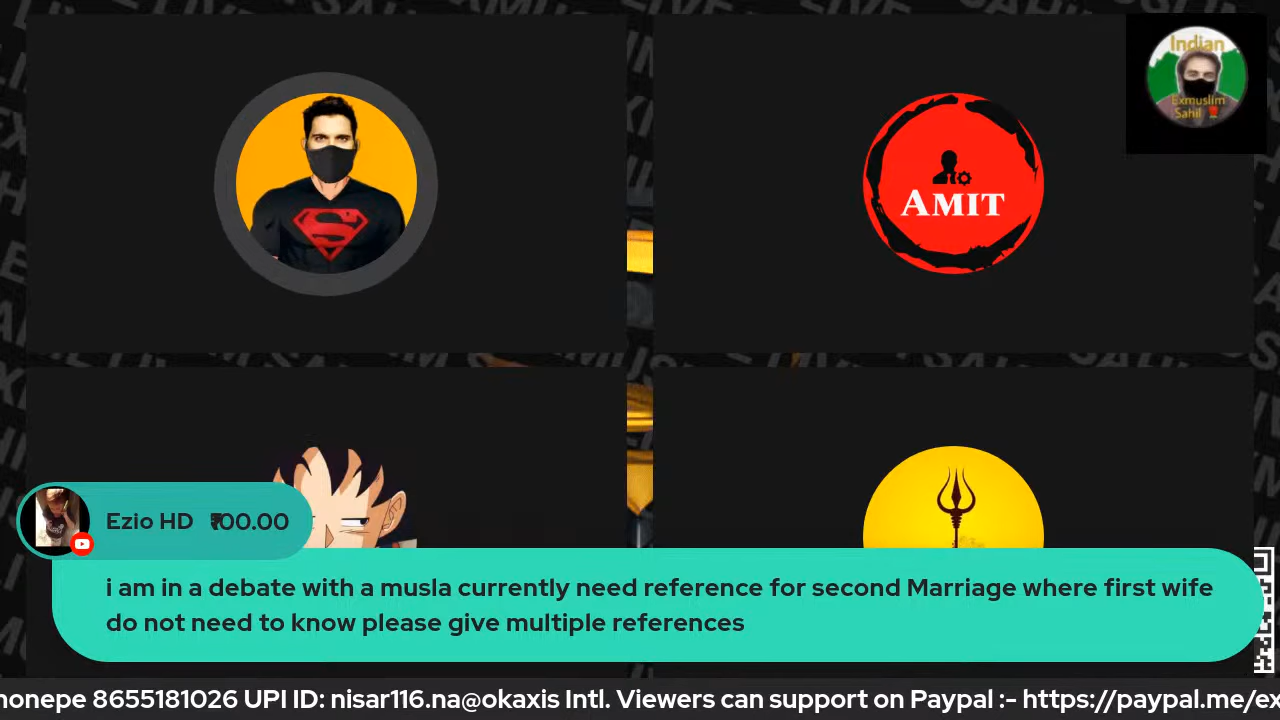 Indian
Exmuslim
Sahil
AMIT
Ezio HD ₹100.00
i am in a debate with a musla currently need reference for second Marriage where first wife
do not need to know please give multiple references
honepe 8655181026 UPI ID: nisar116.na@okaxis Intl. Viewers can support on Paypal :- https://paypal.me/ex